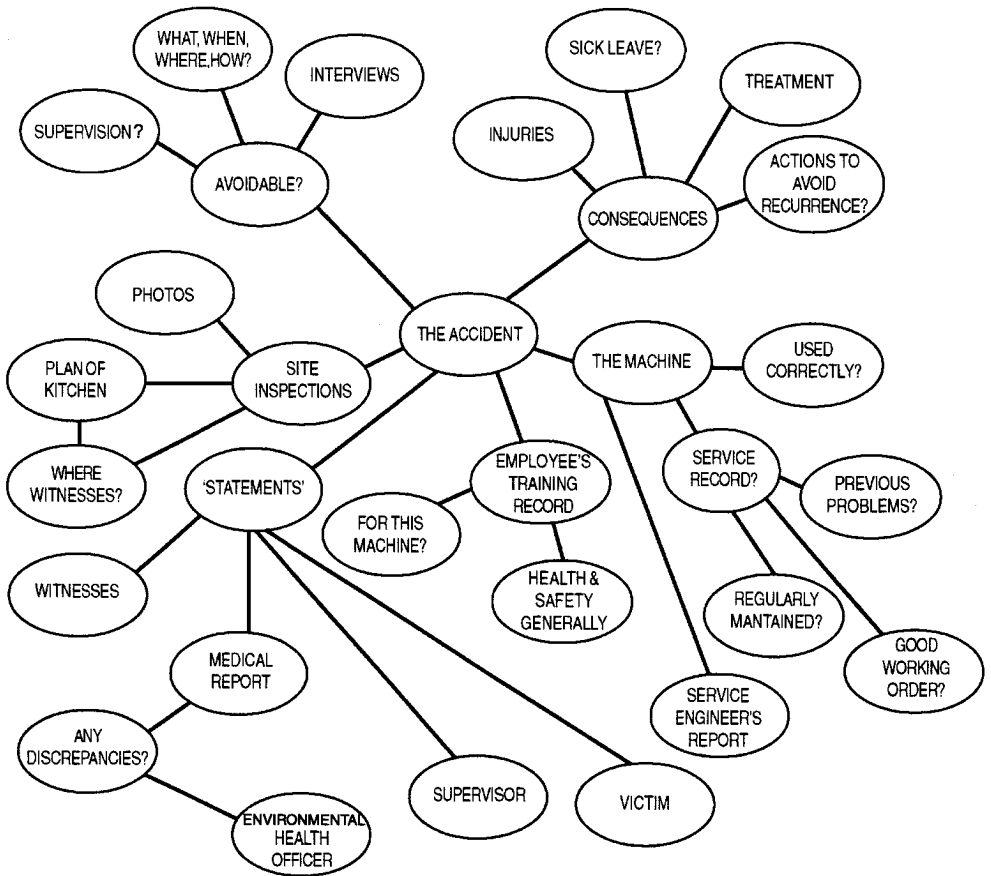 WHAT, WHEN,
WHERE, HOW?
INTERVIEWS
SUPERVISION?
AVOIDABLE?
SICK LEAVE?
TREATMENT
INJURIES
ACTIONS TO
AVOID
RECURRENCE?
CONSEQUENCES
PHOTOS
THE ACCIDENT
PLAN OF
KITCHEN
SITE
INSPECTIONS
THE MACHINE
USED
CORRECTLY?
WHERE
WITNESSES?
'STATEMENTS'
EMPLOYEE'S
TRAINING
RECORD
SERVICE
RECORD?
PREVIOUS
PROBLEMS?
FOR THIS
MACHINE?
WITNESSES
HEALTH &
SAFETY
GENERALLY
REGULARLY
MANTAINED?
MEDICAL
REPORT
GOOD
WORKING
ORDER?
SERVICE
ENGINEER'S
REPORT
ANY
DISCREPANCIES?
SUPERVISOR
VICTIM
ENVIRONMENTAL
HEALTH
OFFICER